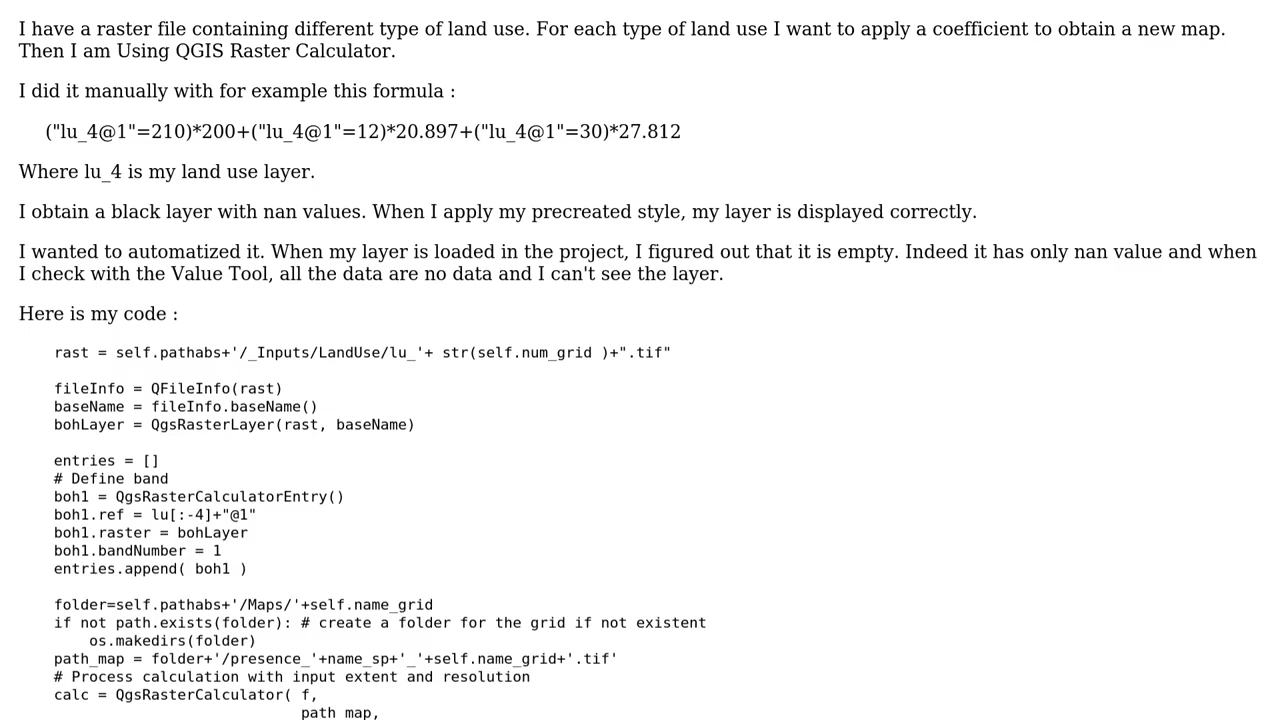 I have a raster file containing different type of land use. For each type of land use I want to apply a coefficient to obtain a new map.
Then I am Using QGIS Raster Calculator.
I did it manually with for example this formula :
("lu_4@1"=210)*200+("lu_4@1"=12)*20.897+("lu_4@1"=30)*27.812
Where lu_4 is my land use layer.
I obtain a black layer with nan values. When I apply my precreated style, my layer is displayed correctly.
I wanted to automatized it. When my layer is loaded in the project, I figured out that it is empty. Indeed it has only nan value and when
I check with the Value Tool, all the data are no data and I can't see the layer.
Here is my code :
rast = self.pathabs+'/_Inputs/LandUse/lu_'+ str(self.num_grid )+".tif"
fileInfo = QFileInfo(rast)
baseName = fileInfo.baseName()
bohLayer = QgsRasterLayer(rast, baseName)
entries = []
# Define band
boh1 = QgsRasterCalculatorEntry()
boh1.ref = lu[:-4]+"@1"
boh1.raster = bohLayer
boh1.bandNumber = 1
entries.append( boh1 )
folder=self.pathabs+'/Maps/'+self.name_grid
if not path.exists(folder): # create a folder for the grid if not existent
    os.makedirs(folder)
path_map = folder+'/presence_'+name_sp+'_'+self.name_grid+'.tif'
# Process calculation with input extent and resolution
calc = QgsRasterCalculator( f,
                            path_map,